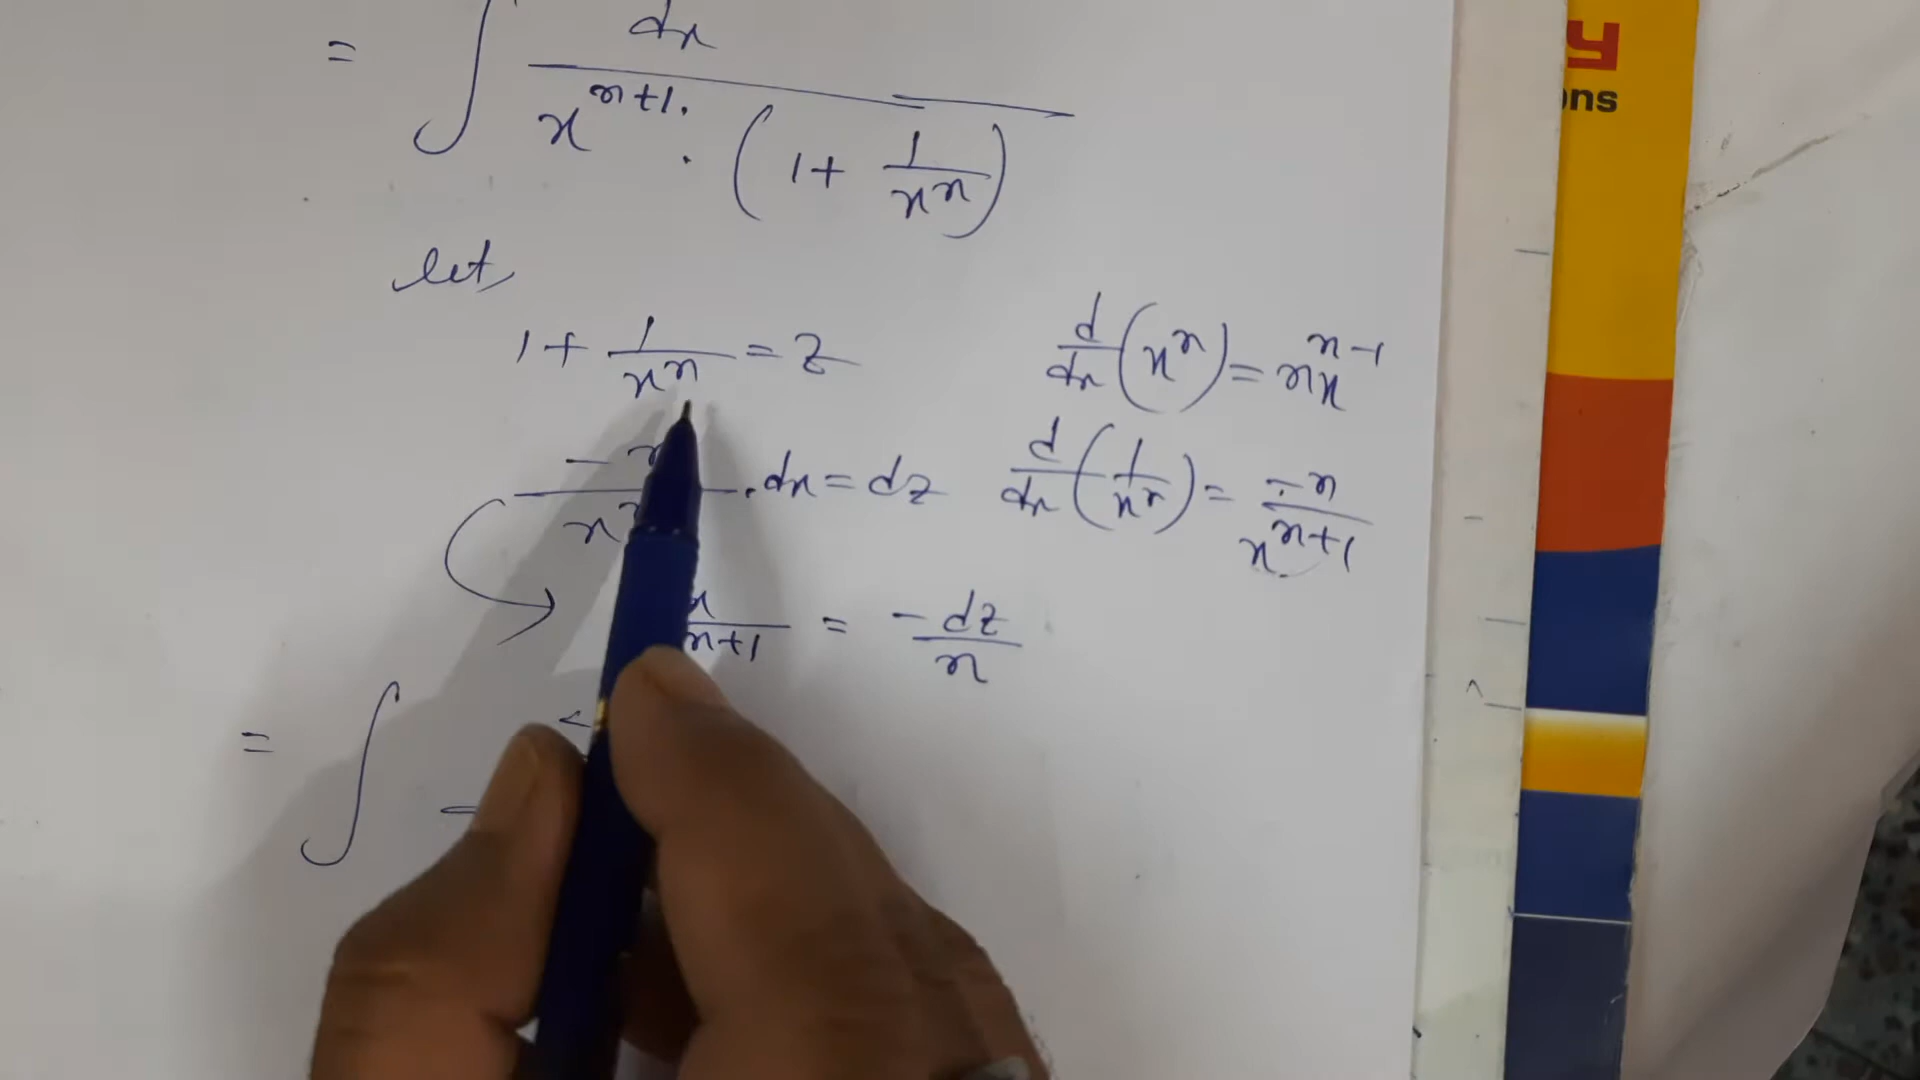 = ∫ dx / x^{n+1} · (1 + 1/x^n)
let,
1 + 1/x^n = z
d/dx (x^n) = nx^{n-1}
.dx = dz
d/dx (1/x^n) = -n/x^{n+1}
n+1 = -dz/n
= ∫
y
ons